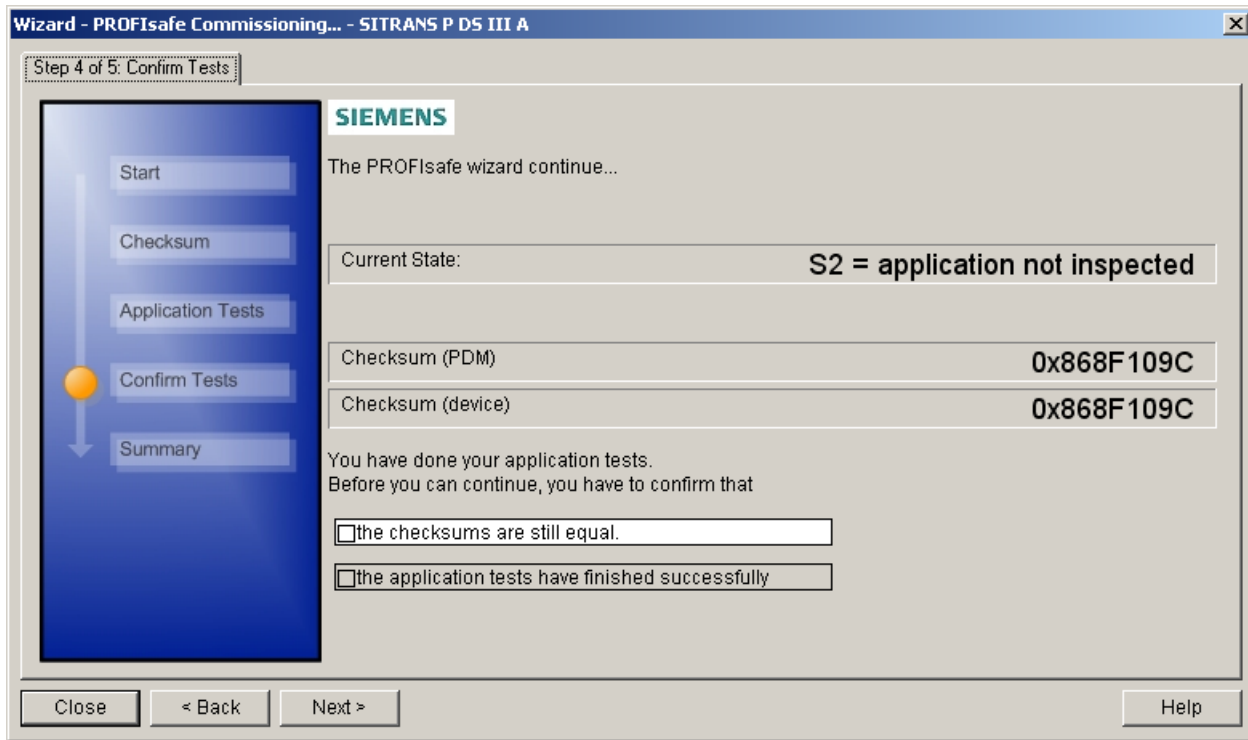 Wizard - PROFIsafe Commissioning... - SITRANS P DS III A
Step 4 of 5: Confirm Tests
SIEMENS
The PROFIsafe wizard continue...
Start
Checksum
Application Tests
Confirm Tests
Summary
Current State: S2 = application not inspected
Checksum (PDM) 0x868F109C
Checksum (device) 0x868F109C
You have done your application tests.
Before you can continue, you have to confirm that
the checksums are still equal.
the application tests have finished successfully
Close < Back Next > Help